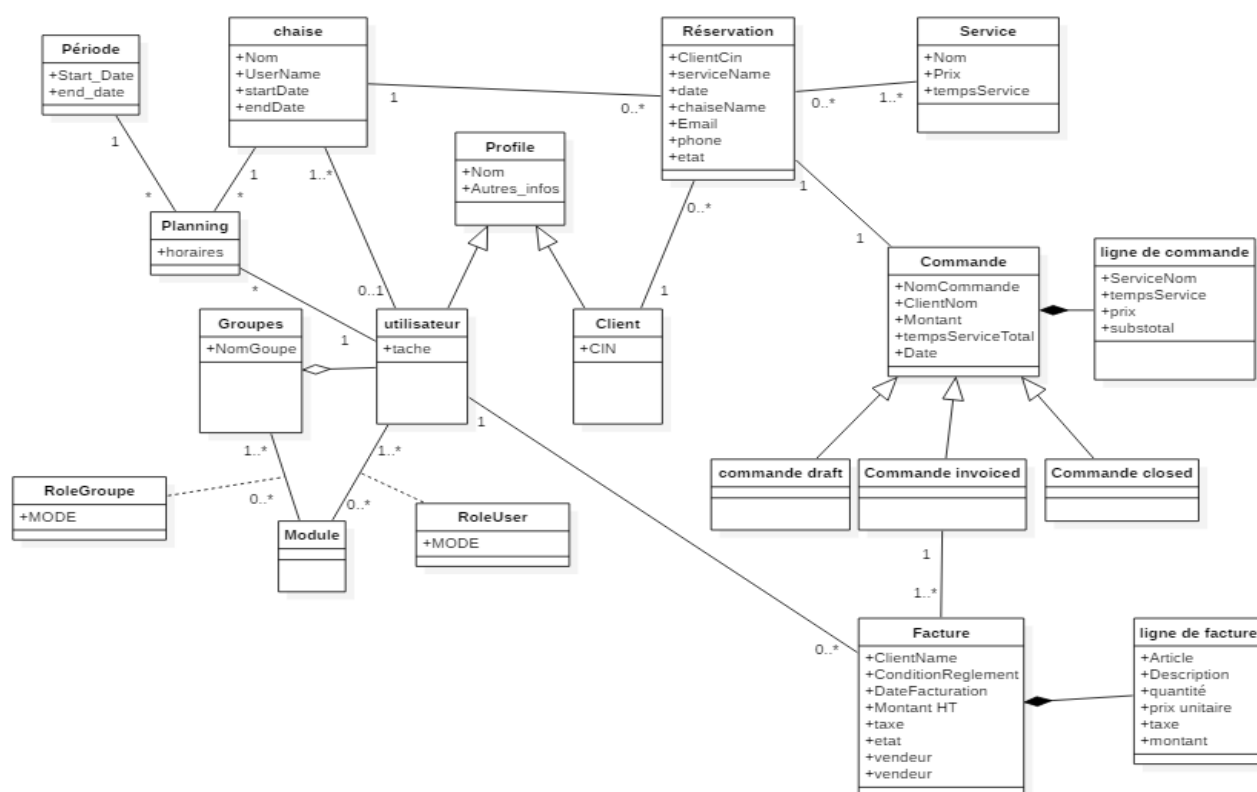 Période
+Start_Date
+end_date
chaise
+Nom
+UserName
+startDate
+endDate
Réservation
+ClientCin
+serviceName
+date
+chaiseName
+Email
+phone
+etat
Service
+Nom
+Prix
+tempsService
1
0..*
0..*
1..*
1
*
1
*
1..*
0..1
Profile
+Nom
+Autres_infos
0..*
1
1
1
Planning
+horaires
*
1
Groupes
+NomGoupe
utilisateur
+tache
Client
+CIN
Commande
+NomCommande
+ClientNom
+Montant
+tempsServiceTotal
+Date
ligne de commande
+ServiceNom
+tempsService
+prix
+substotal
1
0..*
1..*
0..*
1..*
0..*
RoleGroupe
+MODE
Module
RoleUser
+MODE
commande draft
Commande invoiced
Commande closed
1
1..*
Facture
+ClientName
+ConditionReglement
+DateFacturation
+Montant HT
+taxe
+etat
+vendeur
+vendeur
ligne de facture
+Article
+Description
+quantité
+prix unitaire
+taxe
+montant